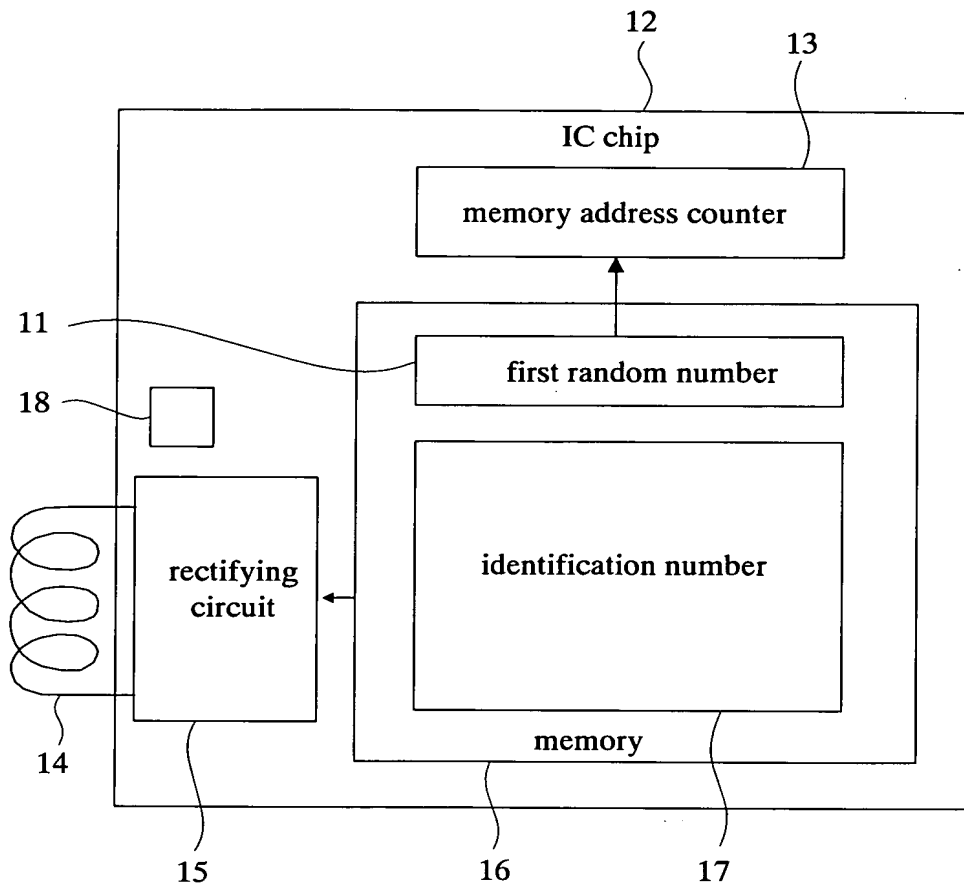 12
13
IC chip
memory address counter
11
first random number
18
identification number
rectifying
circuit
memory
14
15
16
17